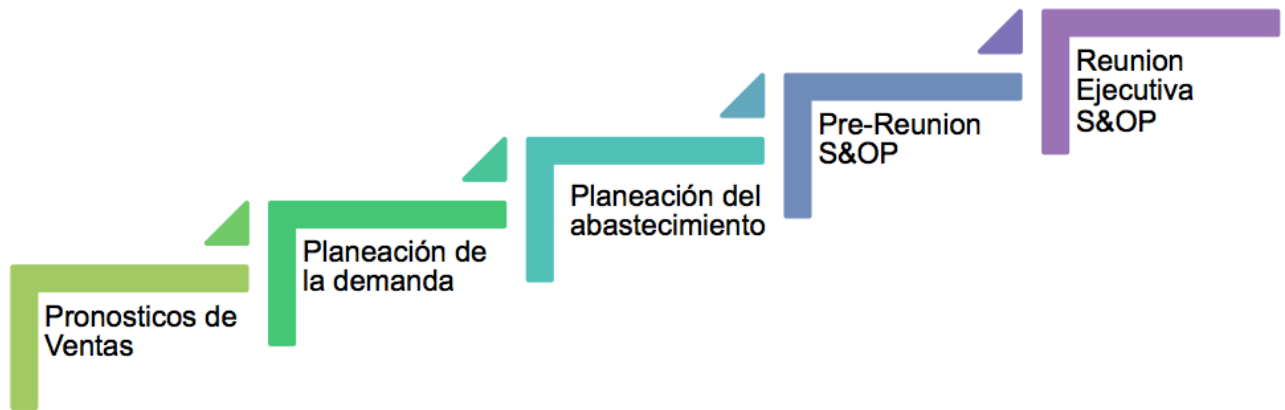 Pronosticos de
Ventas
Planeación de
la demanda
Planeación del
abastecimiento
Pre-Reunion
S&OP
Reunion
Ejecutiva
S&OP